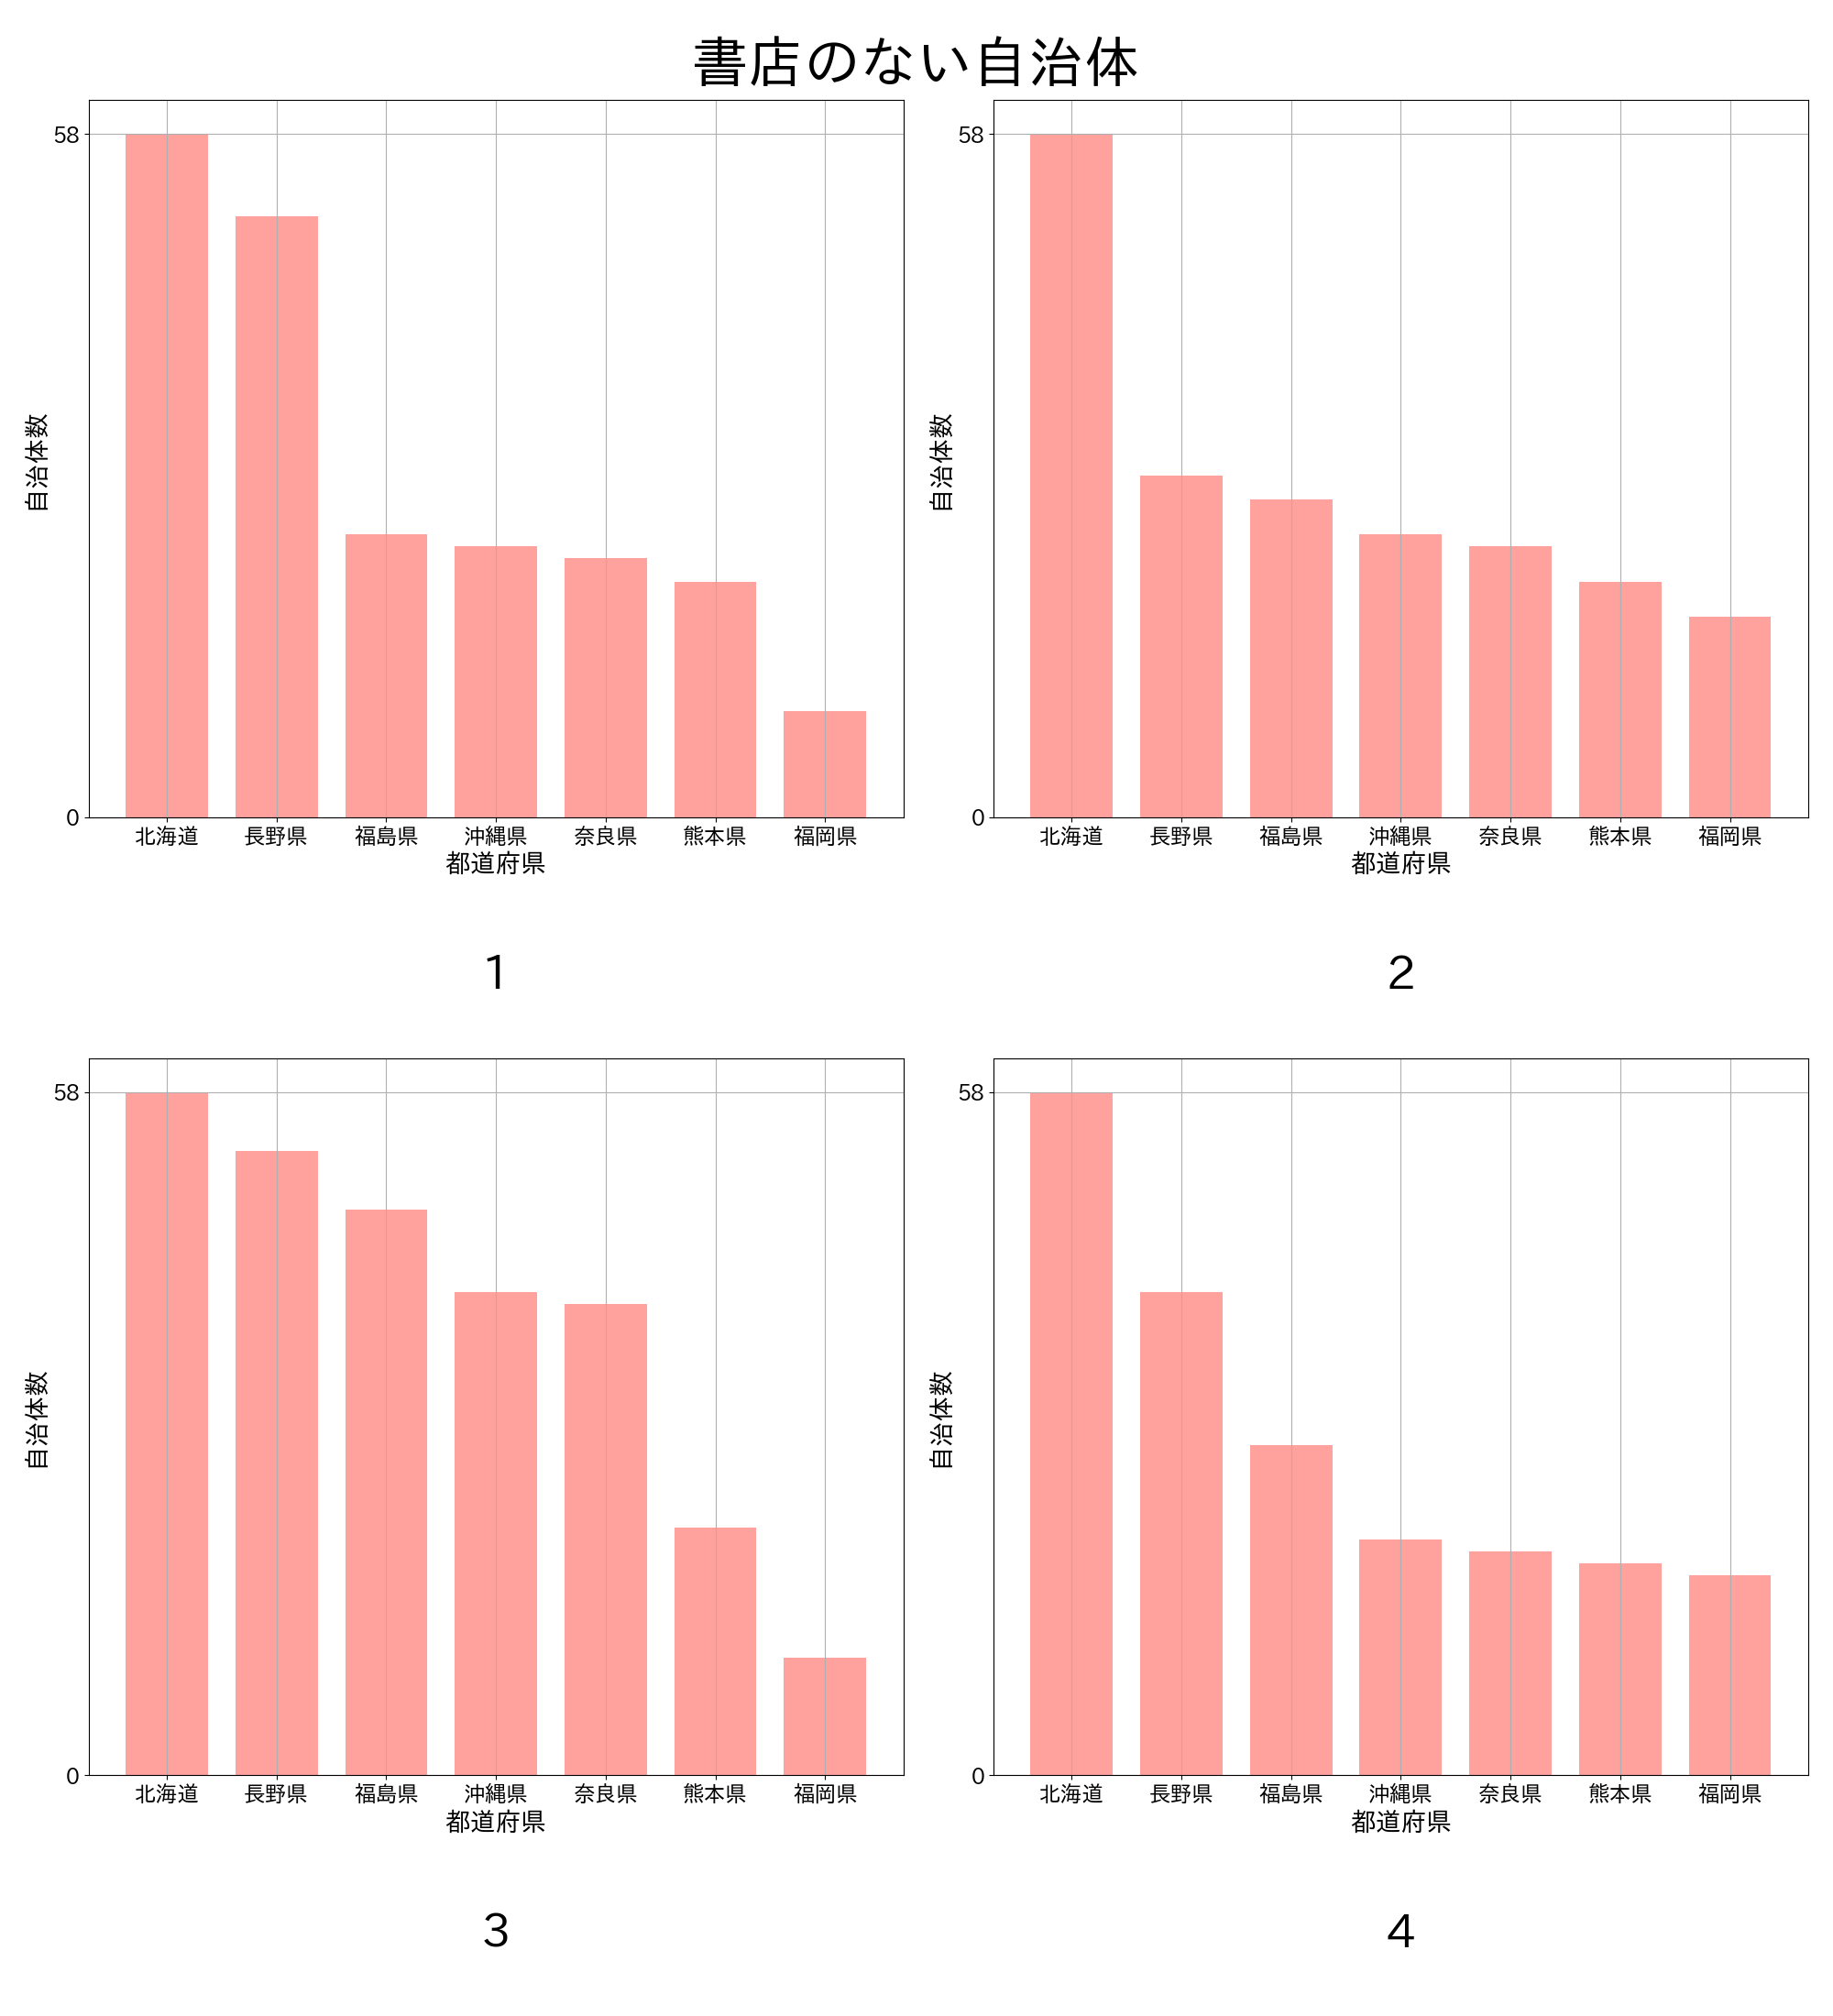 書店のない自治体
58
0
自治体数
北海道 長野県 福島県 沖縄県 奈良県 熊本県 福岡県
都道府県
1
58
0
自治体数
北海道 長野県 福島県 沖縄県 奈良県 熊本県 福岡県
都道府県
2
58
0
自治体数
北海道 長野県 福島県 沖縄県 奈良県 熊本県 福岡県
都道府県
3
58
0
自治体数
北海道 長野県 福島県 沖縄県 奈良県 熊本県 福岡県
都道府県
4